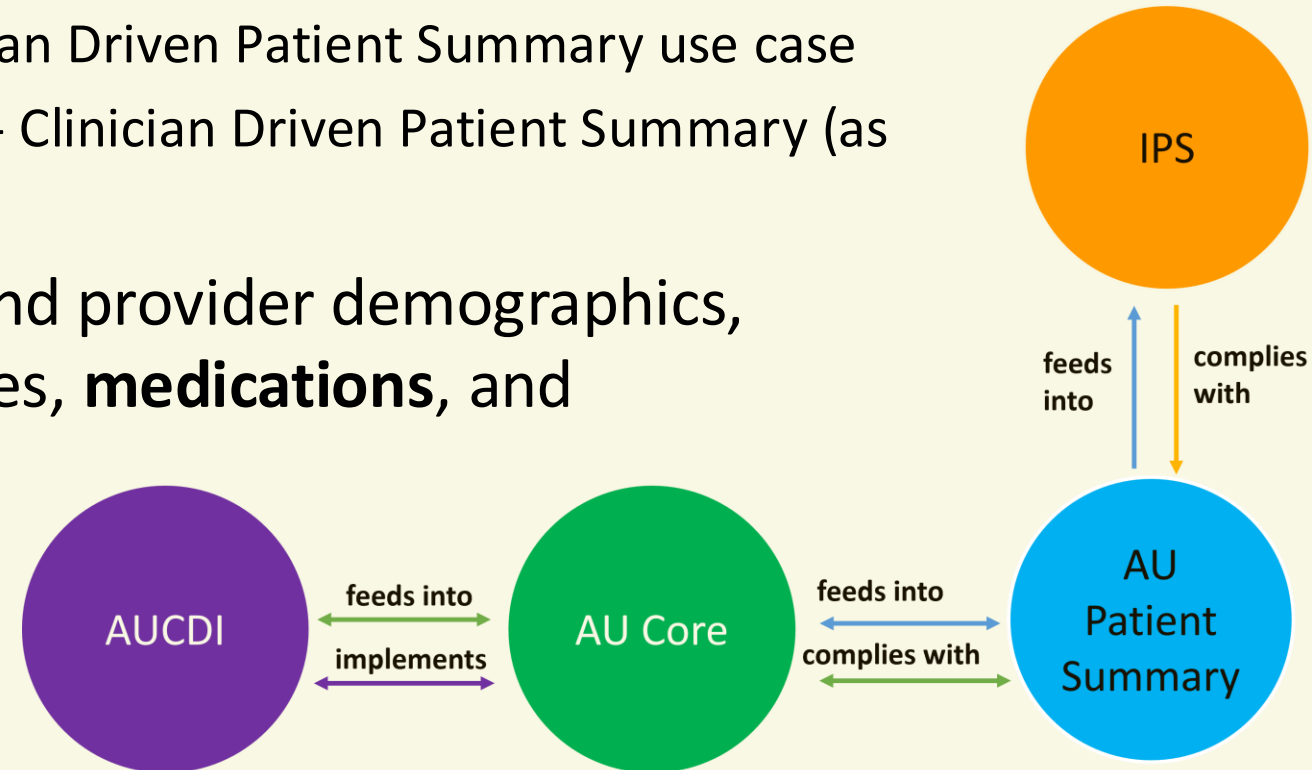 an Driven Patient Summary use case
- Clinician Driven Patient Summary (as
nd provider demographics,
es, medications, and
IPS
feeds
into
complies
with
AUCDI
feeds into
implements
AU Core
feeds into
complies with
AU
Patient
Summary